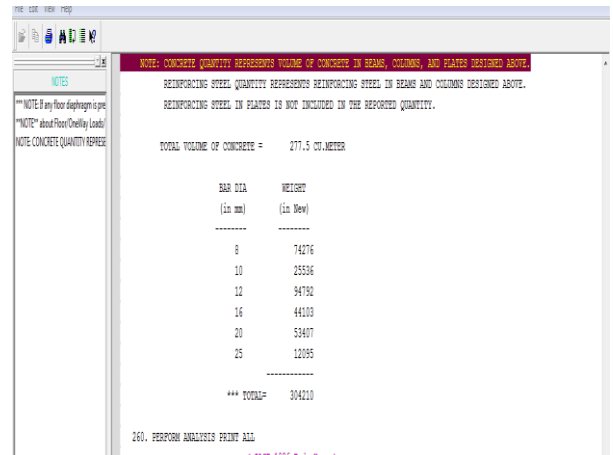 File Edit View Help
NOTES
*** NOTE: If any floor diaphragm is pre
**NOTE** about Floor/OneWay Loads/
NOTE: CONCRETE QUANTITY REPRESE
NOTE: CONCRETE QUANTITY REPRESENTS VOLUME OF CONCRETE IN BEAMS, COLUMNS, AND PLATES DESIGNED ABOVE.
REINFORCING STEEL QUANTITY REPRESENTS REINFORCING STEEL IN BEAMS AND COLUMNS DESIGNED ABOVE.
REINFORCING STEEL IN PLATES IS NOT INCLUDED IN THE REPORTED QUANTITY.
TOTAL VOLUME OF CONCRETE = 277.5 CU.METER
BAR DIA WEIGHT
(in mm) (in New)
-------- --------
8 74276
10 25536
12 94792
16 44103
20 53407
25 12095
------------
*** TOTAL= 304210
260. PERFORM ANALYSIS PRINT ALL